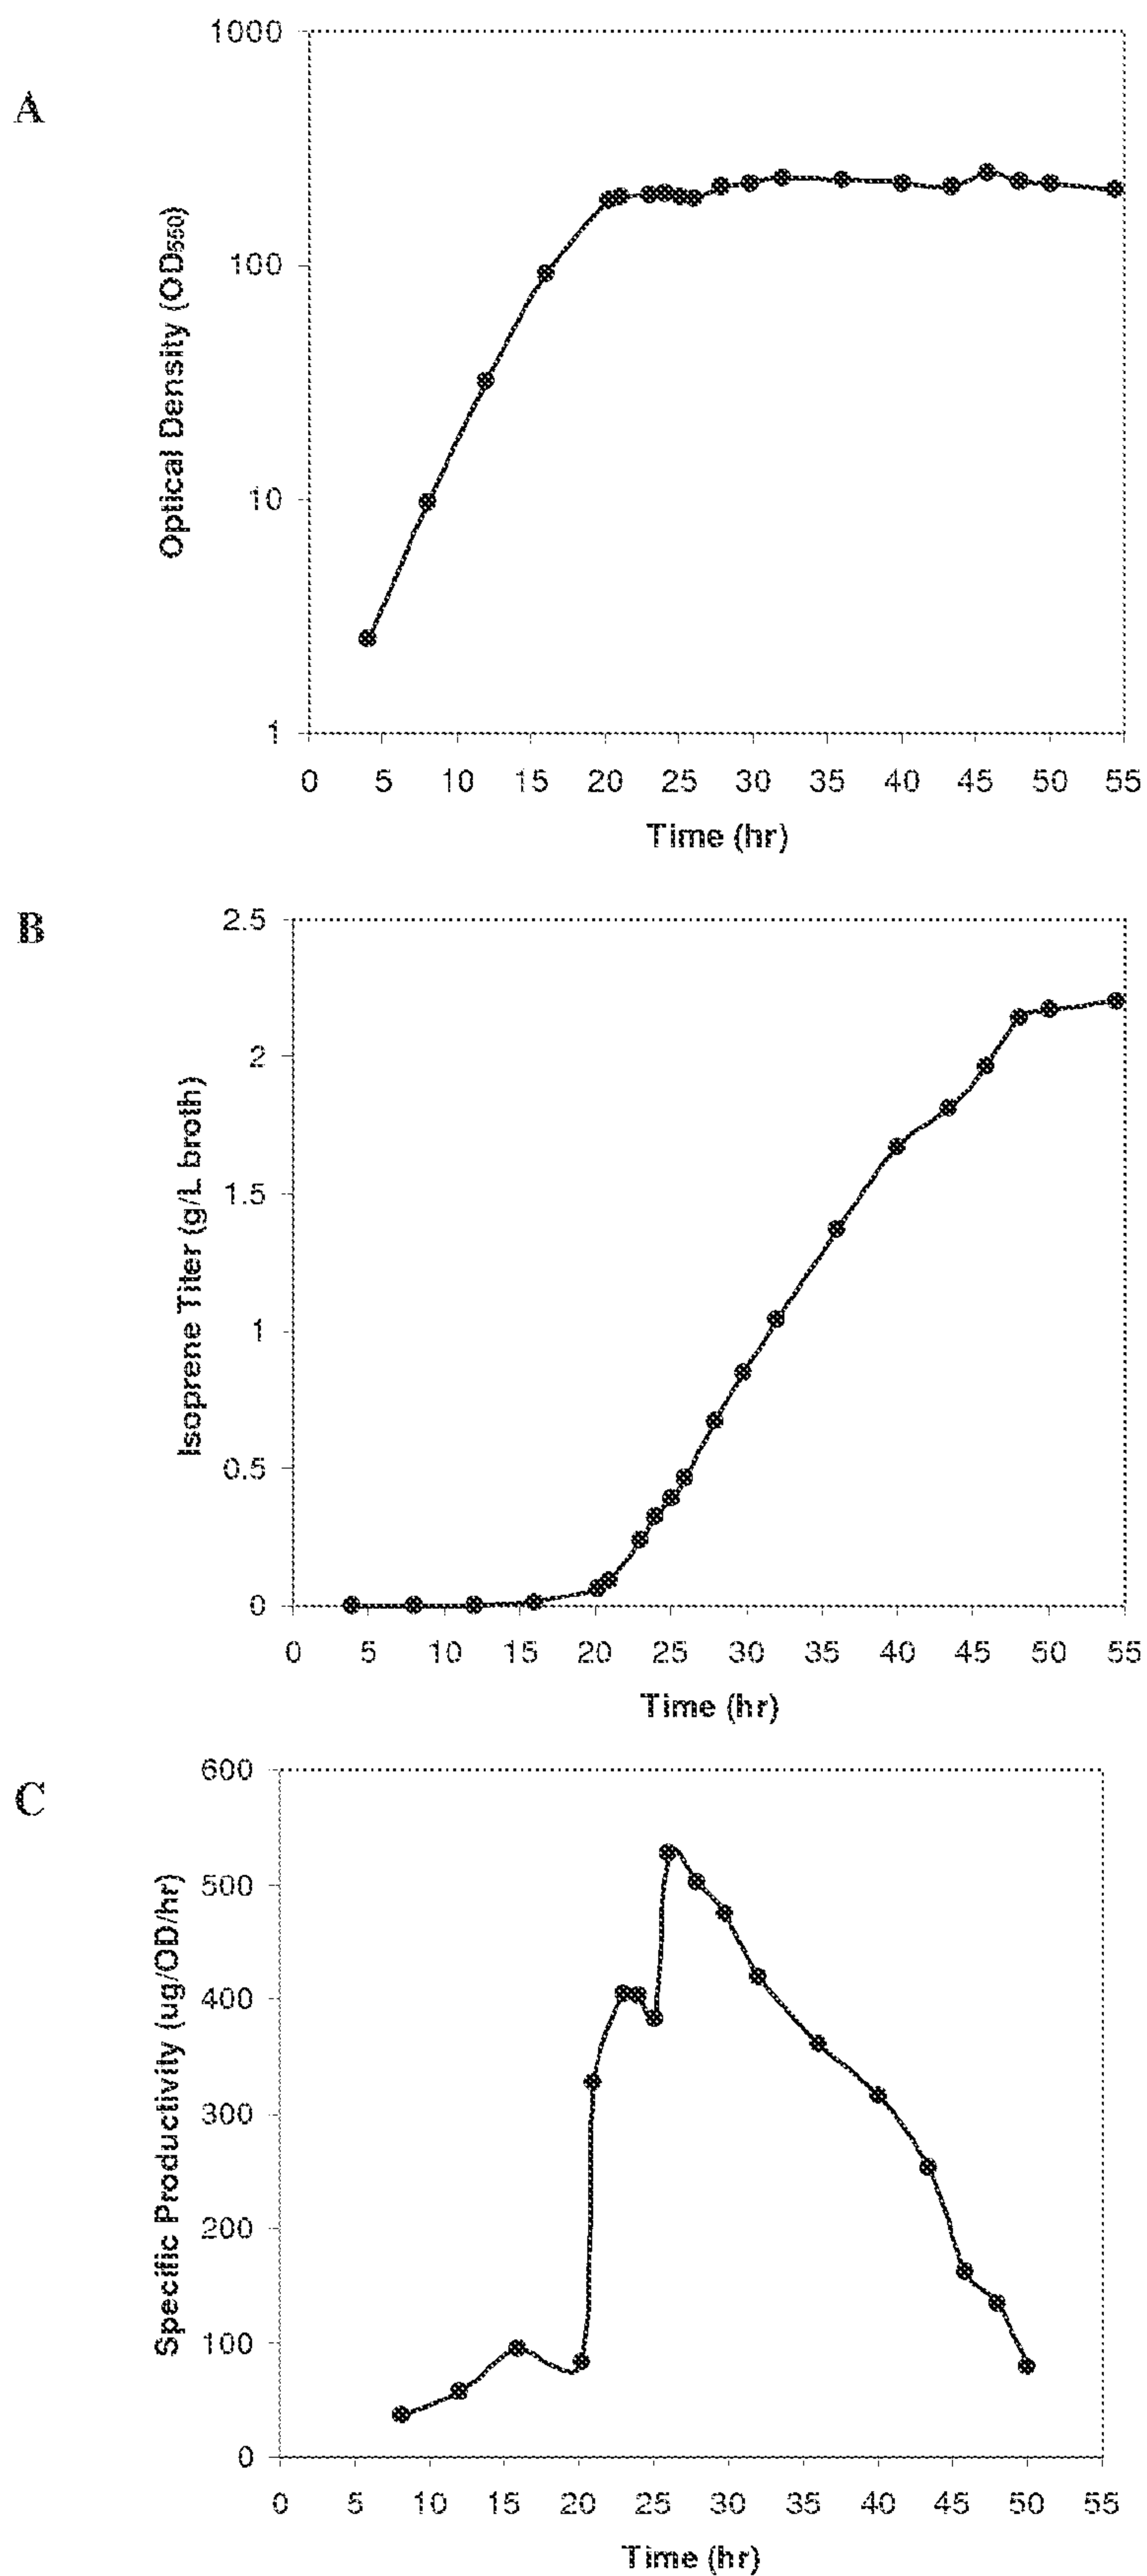 A
1000
100
10
1
Optical Density (OD550)
0 5 10 15 20 25 30 35 40 45 50 55
Time (hr)
B
2.5
2
1.5
1
0.5
0
Isoprene Titer (g/L broth)
0 5 10 15 20 25 30 35 40 45 50 55
Time (hr)
C
600
500
400
300
200
100
0
Specific Productivity (ug/OD/hr)
0 5 10 15 20 25 30 35 40 45 50 55
Time (hr)